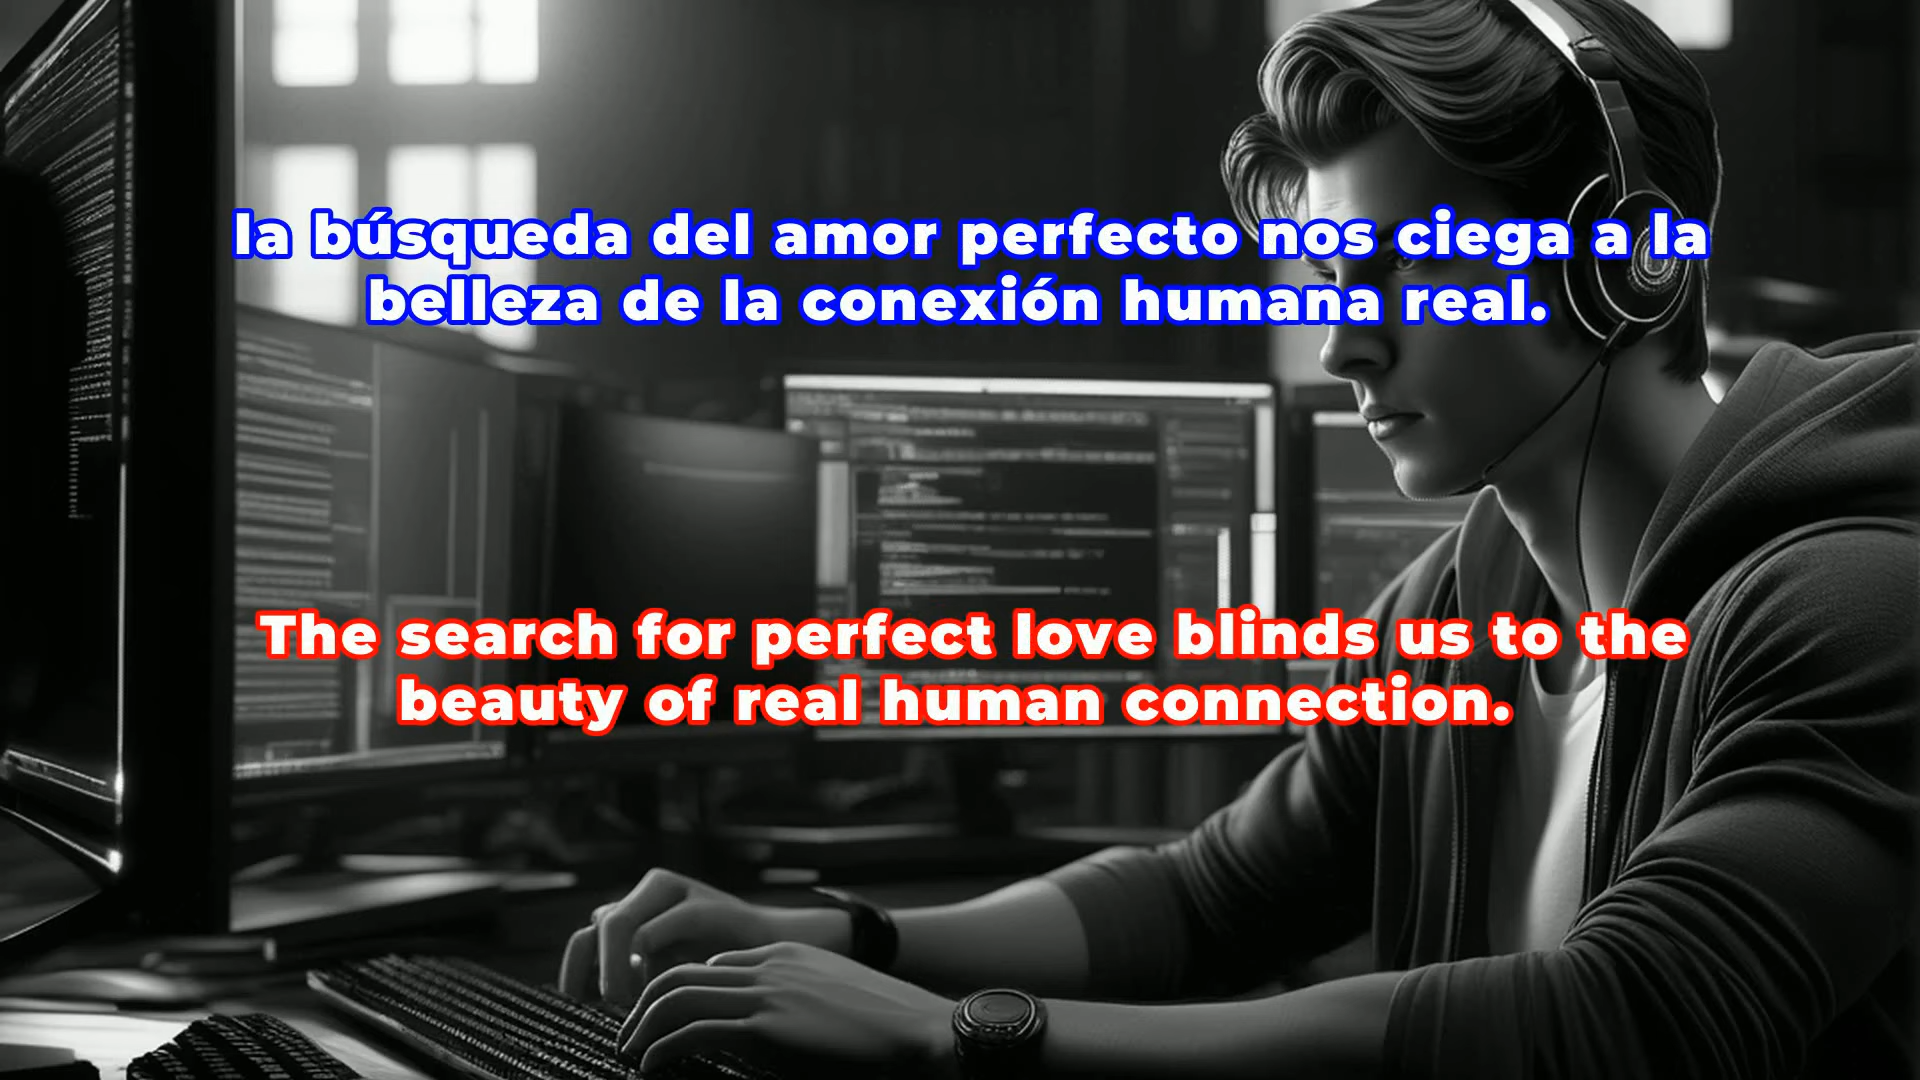 la búsqueda del amor perfecto nos ciega a la
belleza de la conexión humana real.
The search for perfect love blinds us to the
beauty of real human connection.